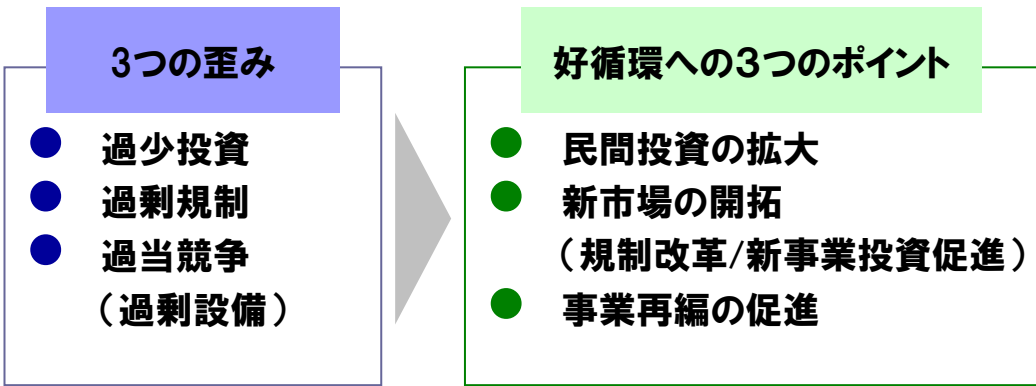 3つの歪み
● 過少投資
● 過剰規制
● 過当競争
（過剰設備）
好循環への３つのポイント
● 民間投資の拡大
● 新市場の開拓
（規制改革/新事業投資促進）
● 事業再編の促進